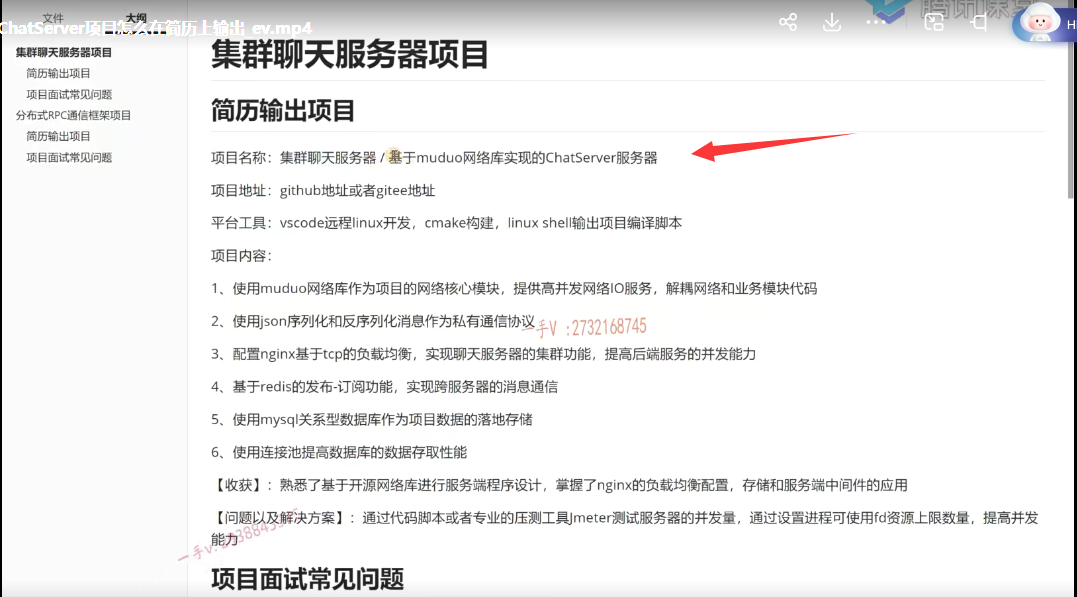 文件
大纲
ChatServer项目怎么在简历上输出_ev.mp4
腾讯课堂
H
集群聊天服务器项目
简历输出项目
项目面试常见问题
分布式RPC通信框架项目
简历输出项目
项目面试常见问题
集群聊天服务器项目
简历输出项目
项目名称：集群聊天服务器 / 基于muduo网络库实现的ChatServer服务器
项目地址：github地址或者gitee地址
平台工具：vscode远程linux开发，cmake构建，linux shell输出项目编译脚本
项目内容：
1、使用muduo网络库作为项目的网络核心模块，提供高并发网络IO服务，解耦网络和业务模块代码
2、使用json序列化和反序列化消息作为私有通信协议
一手V :2732168745
3、配置nginx基于tcp的负载均衡，实现聊天服务器的集群功能，提高后端服务的并发能力
4、基于redis的发布-订阅功能，实现跨服务器的消息通信
5、使用mysql关系型数据库作为项目数据的落地存储
6、使用连接池提高数据库的数据存取性能
【收获】：熟悉了基于开源网络库进行服务端程序设计，掌握了nginx的负载均衡配置，存储和服务端中间件的应用
【问题以及解决方案】：通过代码脚本或者专业的压测工具Jmeter测试服务器的并发量，通过设置进程可使用fd资源上限数量，提高并发
能力
一手v:
项目面试常见问题